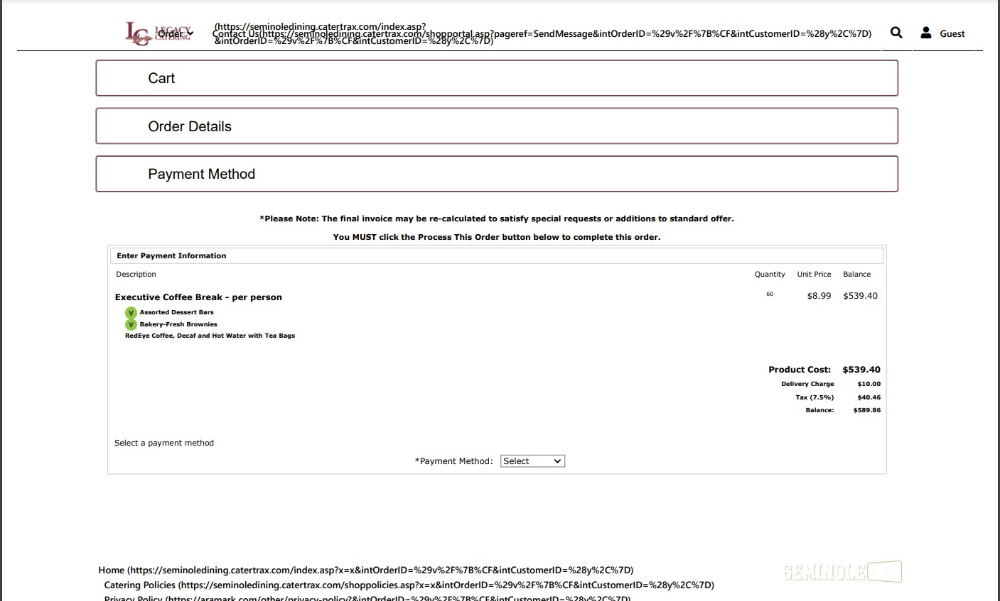 LEGACY
CATERING
Order
(https://seminoledining.catertrax.com/index.asp?
Contact Us(https://seminoledining.catertrax.com/shopportal.asp?pageref=SendMessage&intOrderID=%29v%2F%7B%CF&intCustomerID=%28y%2C%7D)
&intOrderID=%29v%2F%7B%CF&intCustomerID=%28y%2C%7D)
Guest
Cart
Order Details
Payment Method
*Please Note: The final invoice may be re-calculated to satisfy special requests or additions to standard offer.
You MUST click the Process This Order button below to complete this order.
Enter Payment Information
Description Quantity Unit Price Balance
Executive Coffee Break - per person 60 $8.99 $539.40
V Assorted Dessert Bars
V Bakery-Fresh Brownies
RedEye Coffee, Decaf and Hot Water with Tea Bags
Product Cost: $539.40
Delivery Charge $10.00
Tax (7.5%) $40.46
Balance: $589.86
Select a payment method
*Payment Method: Select
Home (https://seminoledining.catertrax.com/index.asp?x=x&intOrderID=%29v%2F%7B%CF&intCustomerID=%28y%2C%7D)
SEMINOLE
Catering Policies (https://seminoledining.catertrax.com/shoppolicies.asp?x=x&intOrderID=%29v%2F%7B%CF&intCustomerID=%28y%2C%7D)
Privacy Policy (https://aramark.com/other/privacy-policy?&intOrderID=%29v%2F%7B%CF&intCustomerID=%28y%2C%7D)